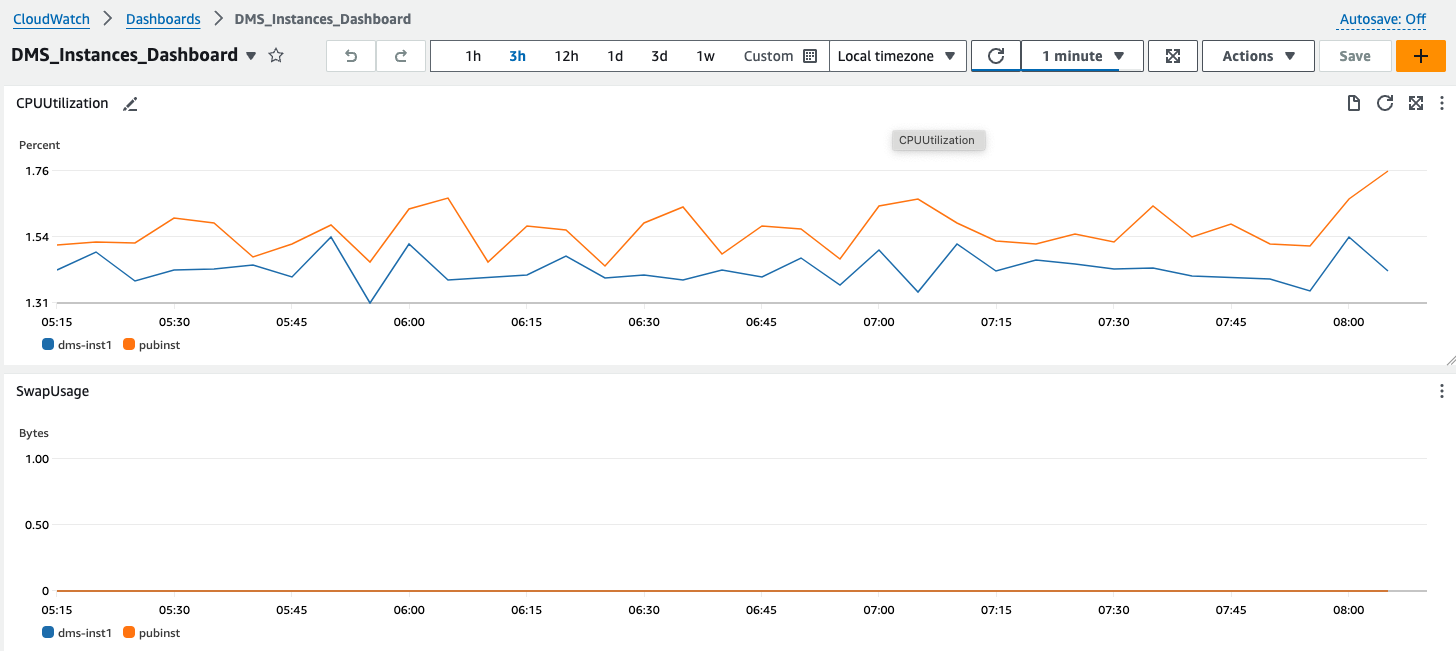 CloudWatch > Dashboards > DMS_Instances_Dashboard
Autosave: Off
DMS_Instances_Dashboard
1h 3h 12h 1d 3d 1w Custom Local timezone 1 minute Actions Save +
CPUUtilization
CPUUtilization
Percent
1.76
1.54
1.31
05:15 05:30 05:45 06:00 06:15 06:30 06:45 07:00 07:15 07:30 07:45 08:00
dms-inst1 pubinst
SwapUsage
Bytes
1.00
0.50
0
05:15 05:30 05:45 06:00 06:15 06:30 06:45 07:00 07:15 07:30 07:45 08:00
dms-inst1 pubinst